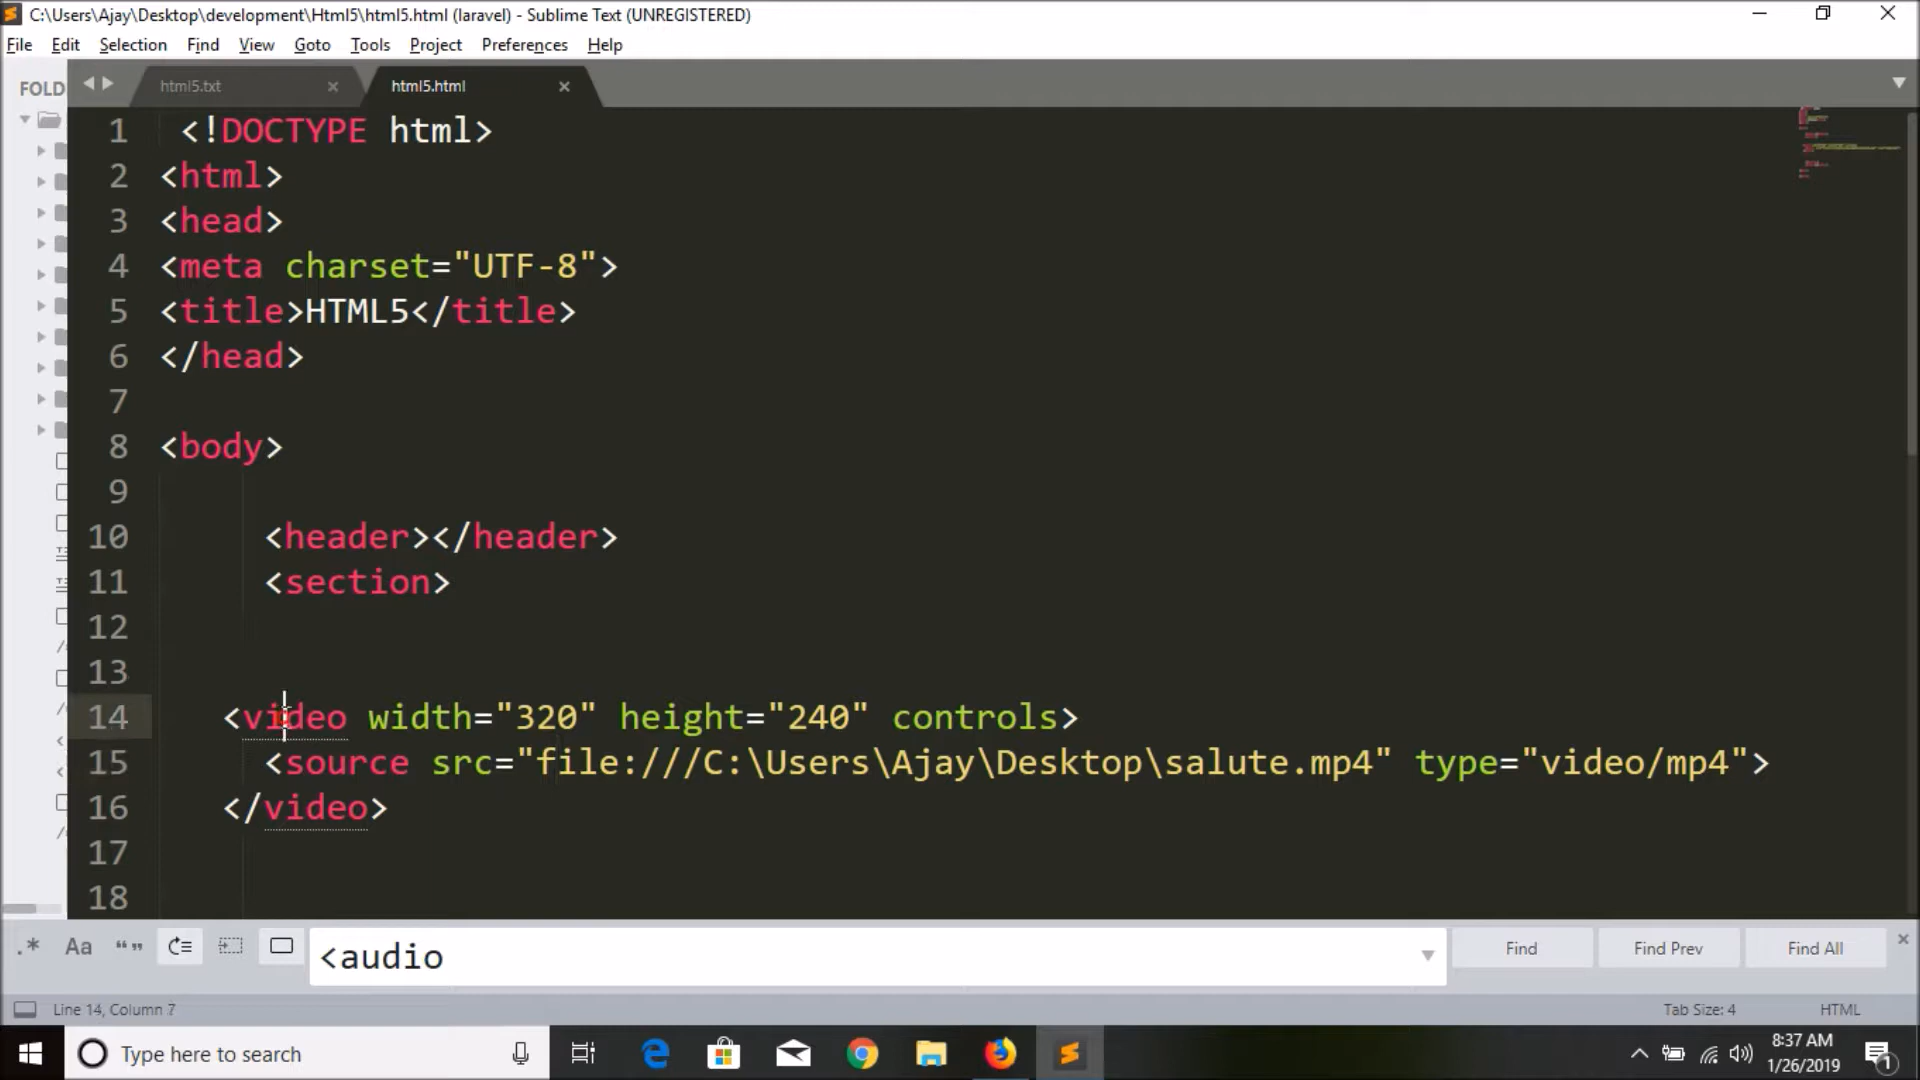 C:\Users\Ajay\Desktop\development\Html5\html5.html (laravel) - Sublime Text (UNREGISTERED)
File Edit Selection Find View Goto Tools Project Preferences Help
FOLD
html5.txt
html5.html
1 <!DOCTYPE html>
2 <html>
3 <head>
4 <meta charset="UTF-8">
5 <title>HTML5</title>
6 </head>
7
8 <body>
9
10 <header></header>
11 <section>
12
13
14 <video width="320" height="240" controls>
15 <source src="file:///C:\Users\Ajay\Desktop\salute.mp4" type="video/mp4">
16 </video>
17
18
.* Aa “” <audio Find Find Prev Find All
Line 14, Column 7 Tab Size: 4 HTML
Type here to search
8:37 AM
1/26/2019
1